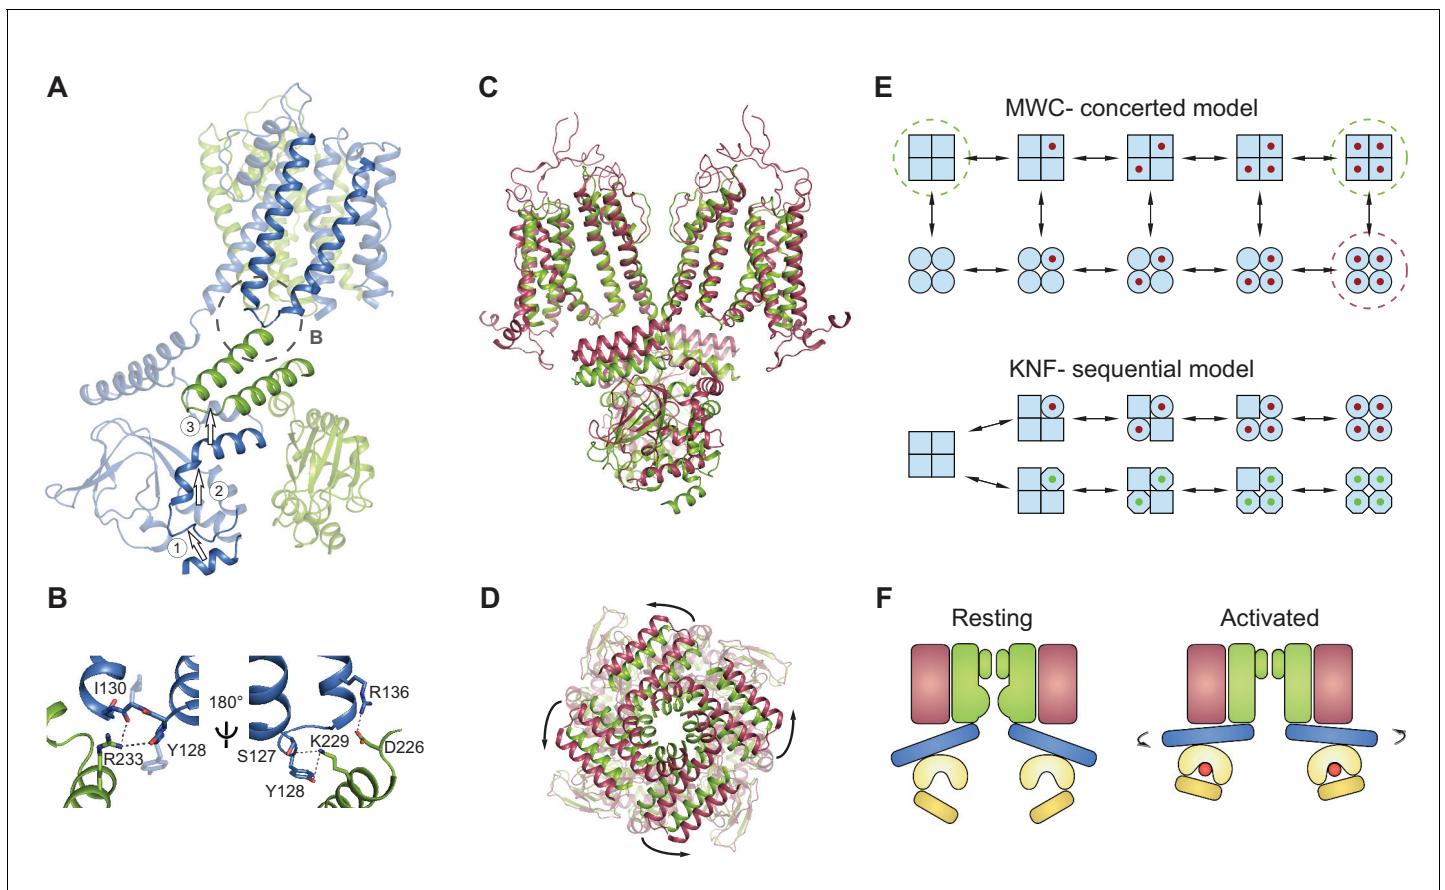 A
B
3
2
1
B
I130
R233
Y128
180°
R136
S127
K229
D226
Y128
C
D
E
MWC- concerted model
KNF- sequential model
F
Resting
Activated